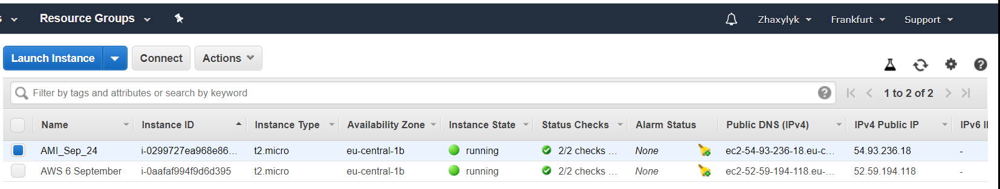 Resource Groups Zhaxylyk Frankfurt Support
Launch Instance Connect Actions
Filter by tags and attributes or search by keyword 1 to 2 of 2
Name Instance ID Instance Type Availability Zone Instance State Status Checks Alarm Status Public DNS (IPv4) IPv4 Public IP IPv6 I
AMI_Sep_24 i-0299727ea968e86... t2.micro eu-central-1b running 2/2 checks ... None ec2-54-93-236-18.eu-c... 54.93.236.18 -
AWS 6 September i-0aafaf994f9d6d395 t2.micro eu-central-1b running 2/2 checks ... None ec2-52-59-194-118.eu-... 52.59.194.118 -